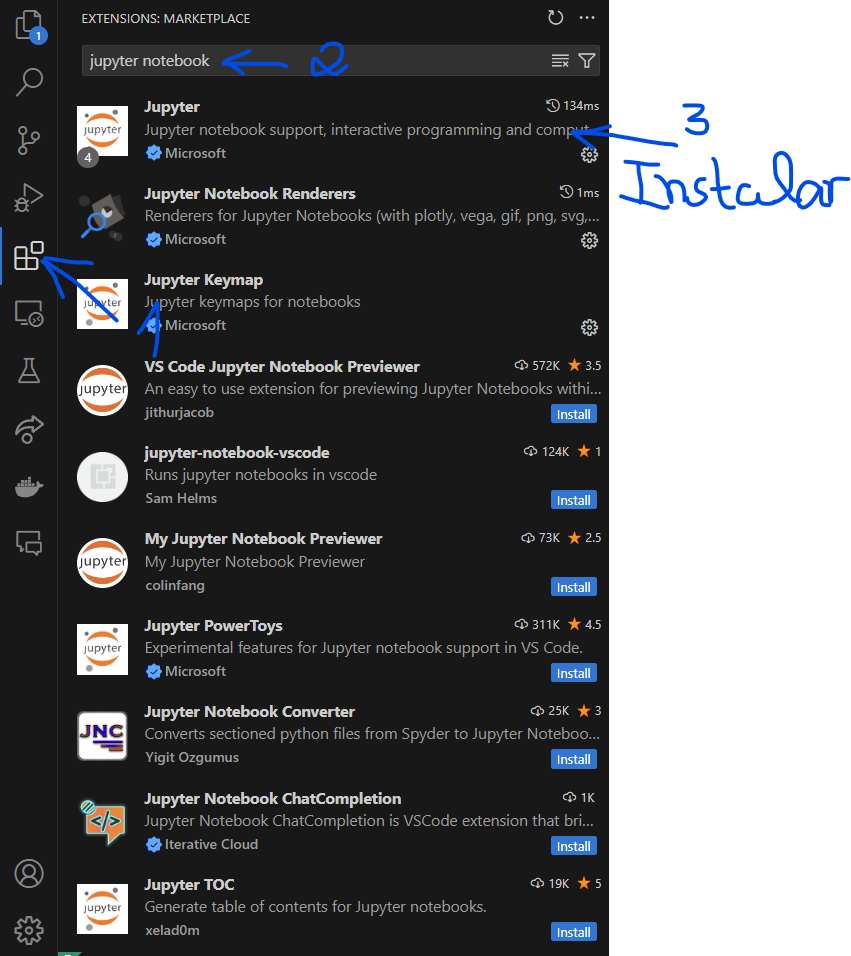 EXTENSIONS: MARKETPLACE
1
jupyter notebook
2
Jupyter
134ms
Jupyter notebook support, interactive programming and comput
4
Microsoft
jupyter
3
Instalar
Jupyter Notebook Renderers
1ms
Renderers for Jupyter Notebooks (with plotly, vega, gif, png, svg,...
Microsoft
Jupyter Keymap
Jupyter keymaps for notebooks
Microsoft
jupyter
1
VS Code Jupyter Notebook Previewer
572K 3.5
An easy to use extension for previewing Jupyter Notebooks withi...
jithurjacob
Install
jupyter
jupyter-notebook-vscode
124K 1
Runs jupyter notebooks in vscode
Sam Helms
Install
My Jupyter Notebook Previewer
73K 2.5
My Jupyter Notebook Previewer
colinfang
Install
jupyter
Jupyter PowerToys
311K 4.5
Experimental features for Jupyter notebook support in VS Code.
Microsoft
Install
jupyter
Jupyter Notebook Converter
25K 3
Converts sectioned python files from Spyder to Jupyter Noteboo...
Yigit Ozgumus
Install
JNC
Jupyter Notebook ChatCompletion
1K
Jupyter Notebook ChatCompletion is VSCode extension that bri...
Iterative Cloud
Install
</>
Jupyter TOC
19K 5
Generate table of contents for Jupyter notebooks.
xelad0m
Install
jupyter